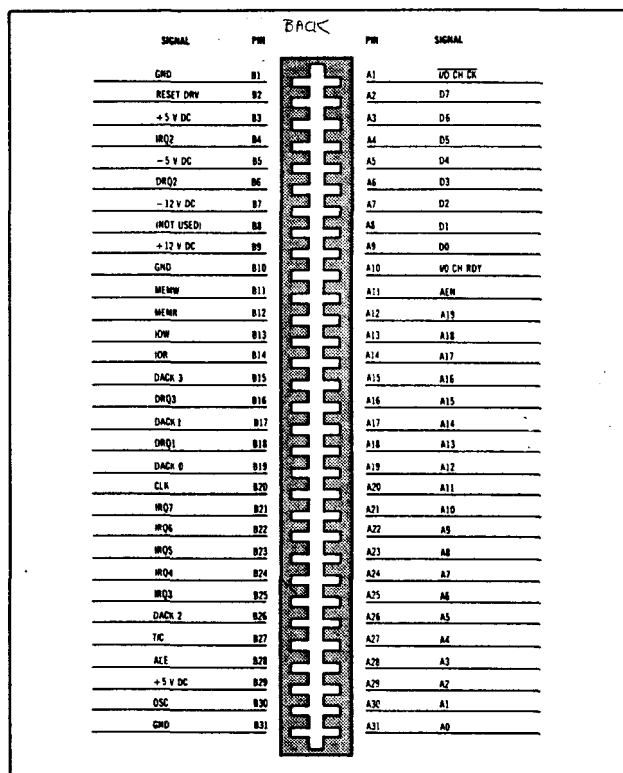 BACK
SIGNAL PIN PIN SIGNAL
GND B1 A1 I/O CH CK
RESET DRV B2 A2 D7
+5 V DC B3 A3 D6
IRQ2 B4 A4 D5
-5 V DC B5 A5 D4
DRQ2 B6 A6 D3
-12 V DC B7 A7 D2
(NOT USED) B8 A8 D1
+12 V DC B9 A9 D0
GND B10 A10 I/O CH RDY
MEMW B11 A11 AEN
MEMR B12 A12 A19
IOW B13 A13 A18
IOR B14 A14 A17
DACK 3 B15 A15 A16
DRQ3 B16 A16 A15
DACK 1 B17 A17 A14
DRQ1 B18 A18 A13
DACK 0 B19 A19 A12
CLK B20 A20 A11
IRQ7 B21 A21 A10
IRQ6 B22 A22 A9
IRQ5 B23 A23 A8
IRQ4 B24 A24 A7
IRQ3 B25 A25 A6
DACK 2 B26 A26 A5
T/C B27 A27 A4
ALE B28 A28 A3
+5 V DC B29 A29 A2
OSC B30 A30 A1
GND B31 A31 A0